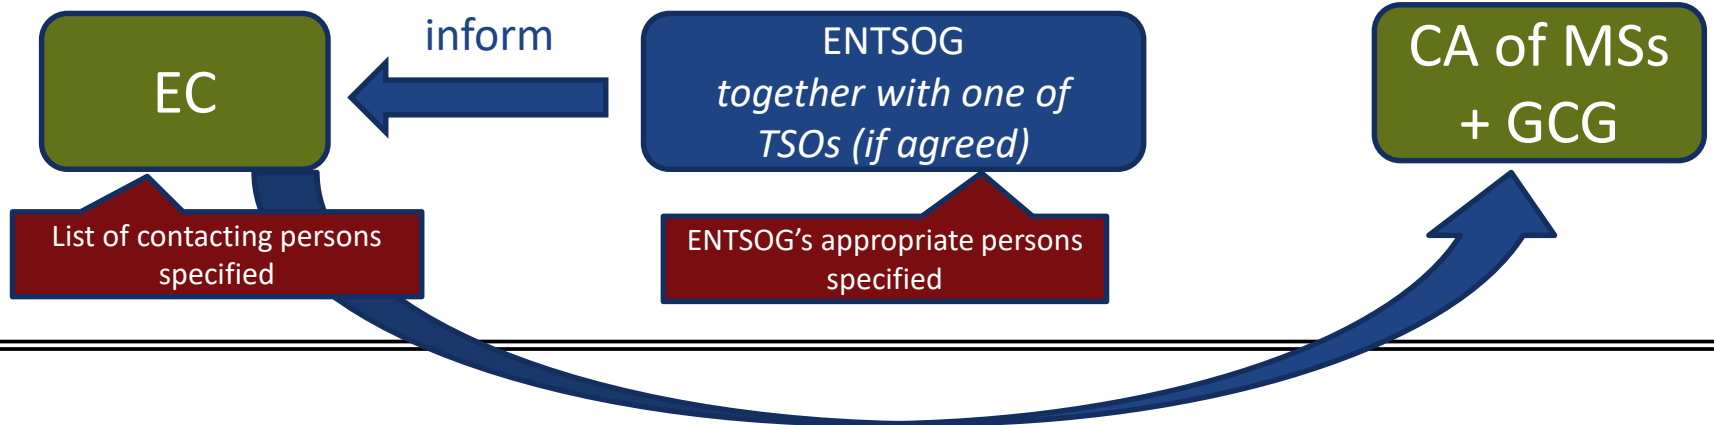 EC
inform
ENTSOG
together with one of
TSOs (if agreed)
CA of MSs
+ GCG
List of contacting persons
specified
ENTSOG’s appropriate persons
specified